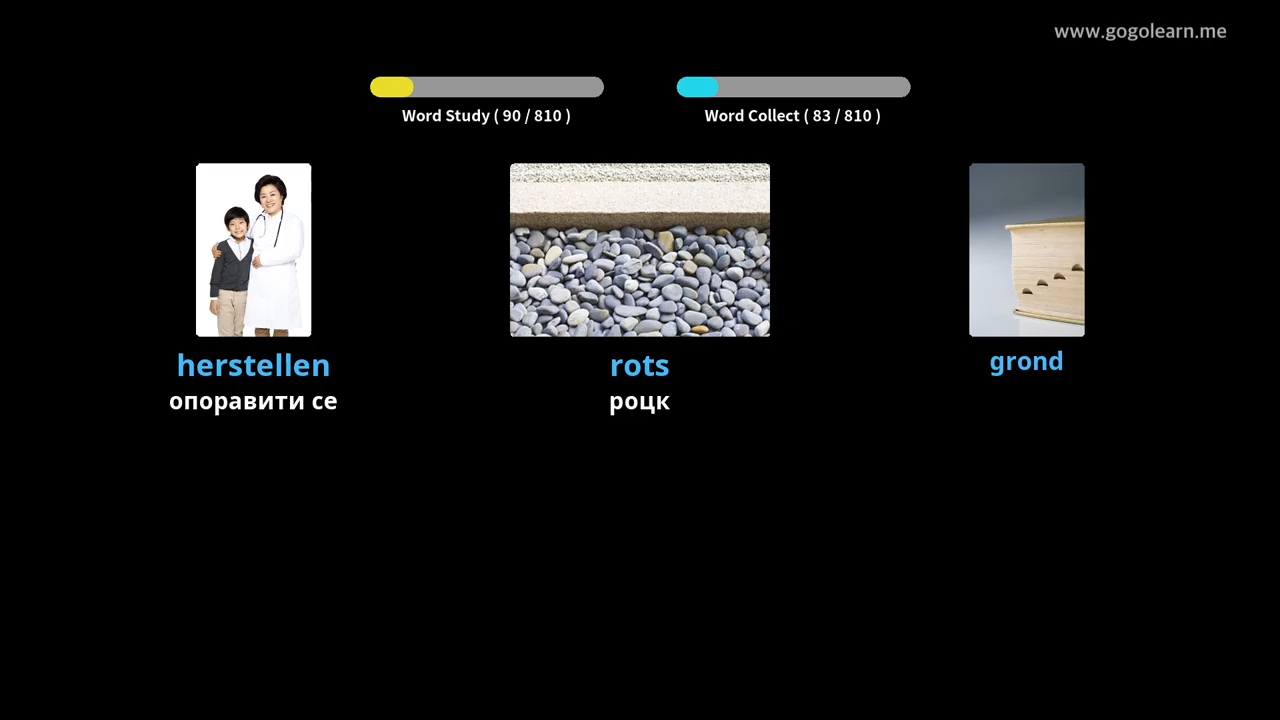 www.gogolearn.me
Word Study ( 90 / 810 )
Word Collect ( 83 / 810 )
herstellen
опоравити се
rots
роцк
grond